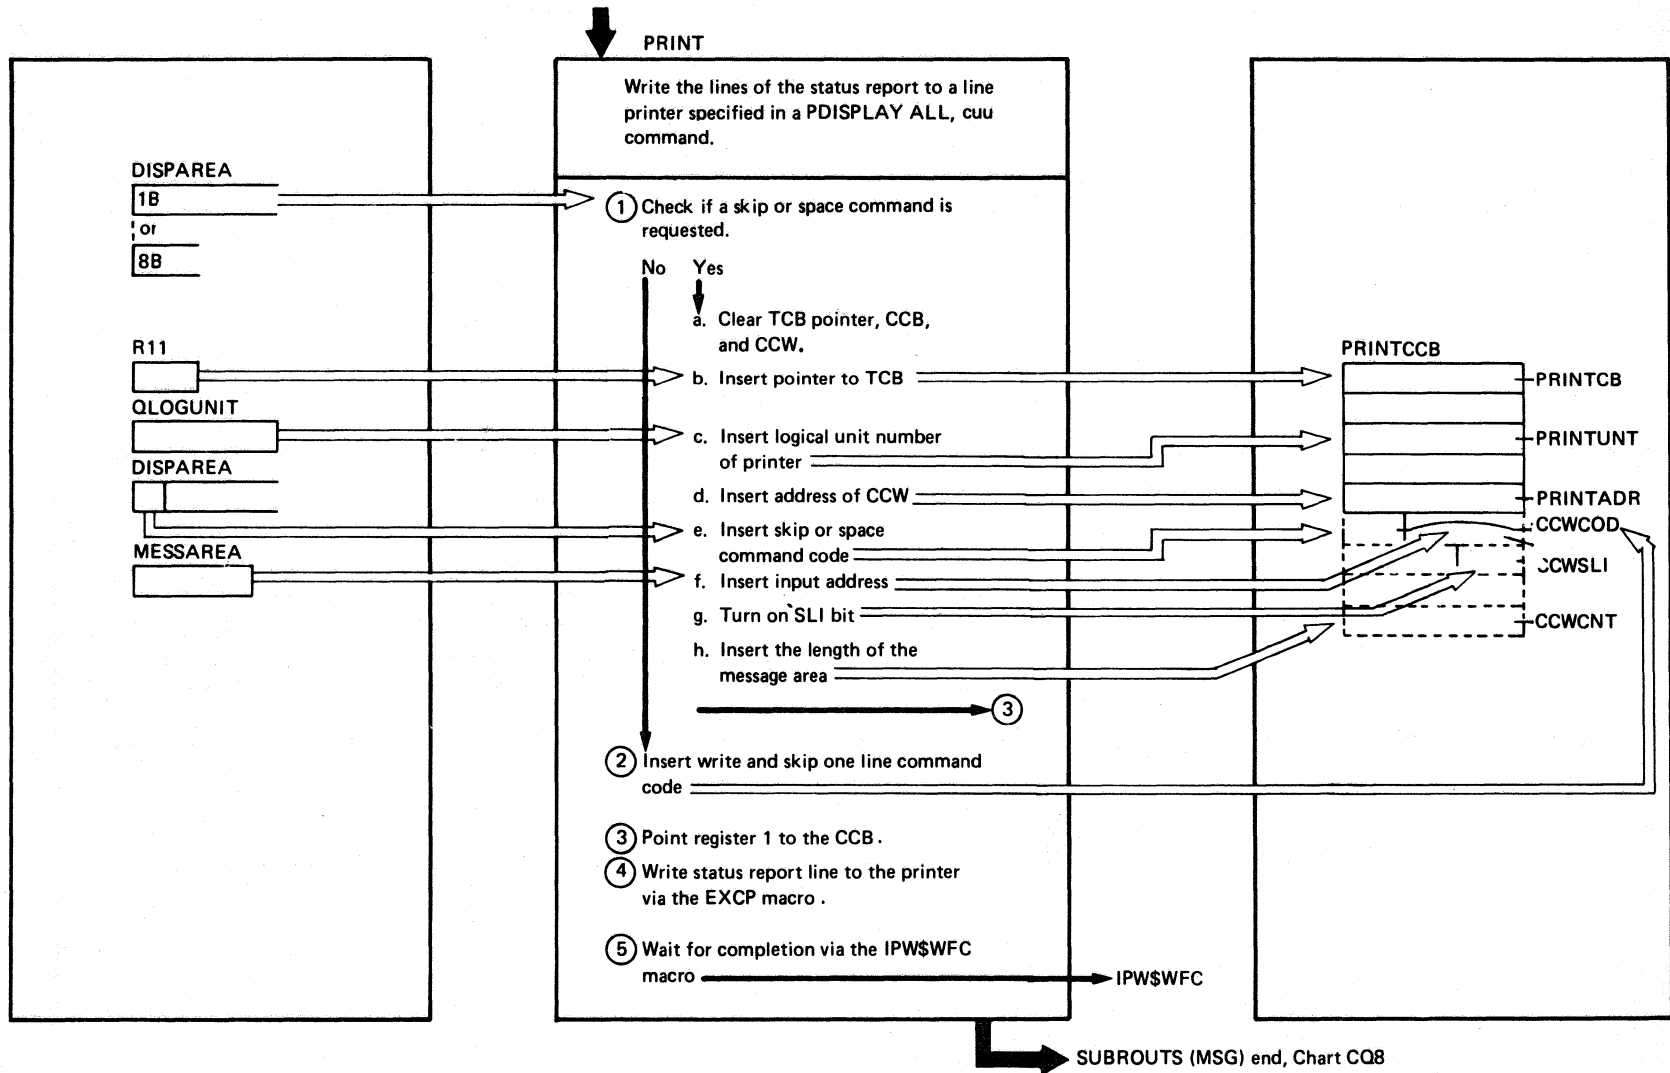 PRINT
Write the lines of the status report to a line
printer specified in a PDISPLAY ALL, cuu
command.
DISPAREA
1B
or
8B
1 Check if a skip or space command is
requested.
No Yes
a. Clear TCB pointer, CCB,
and CCW.
R11
b. Insert pointer to TCB
PRINTCCB
PRINTCB
QLOGUNIT
c. Insert logical unit number
of printer
PRINTUNT
DISPAREA
d. Insert address of CCW
PRINTADR
e. Insert skip or space
command code
CCWCOD
MESSAREA
f. Insert input address
CCWSLI
g. Turn on SLI bit
CCWCNT
h. Insert the length of the
message area
3
2 Insert write and skip one line command
code
3 Point register 1 to the CCB.
4 Write status report line to the printer
via the EXCP macro.
5 Wait for completion via the IPW$WFC
macro
IPW$WFC
SUBROUTS (MSG) end, Chart CQ8